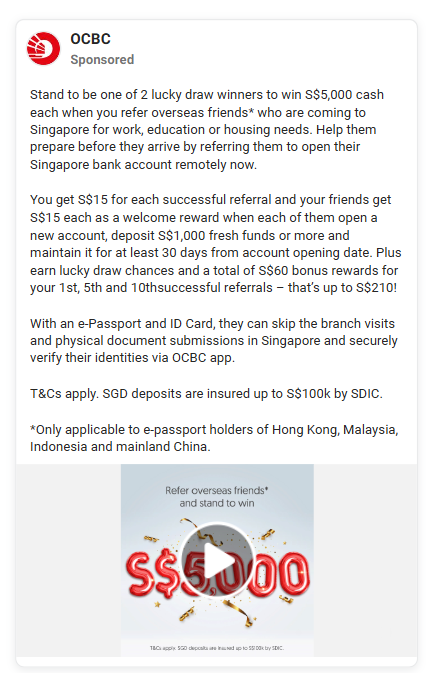 OCBC
Sponsored
Stand to be one of 2 lucky draw winners to win S$5,000 cash
each when you refer overseas friends* who are coming to
Singapore for work, education or housing needs. Help them
prepare before they arrive by referring them to open their
Singapore bank account remotely now.
You get S$15 for each successful referral and your friends get
S$15 each as a welcome reward when each of them open a
new account, deposit S$1,000 fresh funds or more and
maintain it for at least 30 days from account opening date. Plus
earn lucky draw chances and a total of S$60 bonus rewards for
your 1st, 5th and 10thsuccessful referrals – that's up to S$210!
With an e-Passport and ID Card, they can skip the branch visits
and physical document submissions in Singapore and securely
verify their identities via OCBC app.
T&Cs apply. SGD deposits are insured up to S$100k by SDIC.
*Only applicable to e-passport holders of Hong Kong, Malaysia,
Indonesia and mainland China.
Refer overseas friends*
and stand to win
S$5,000
T&Cs apply. SGD deposits are insured up to S$100k by SDIC.